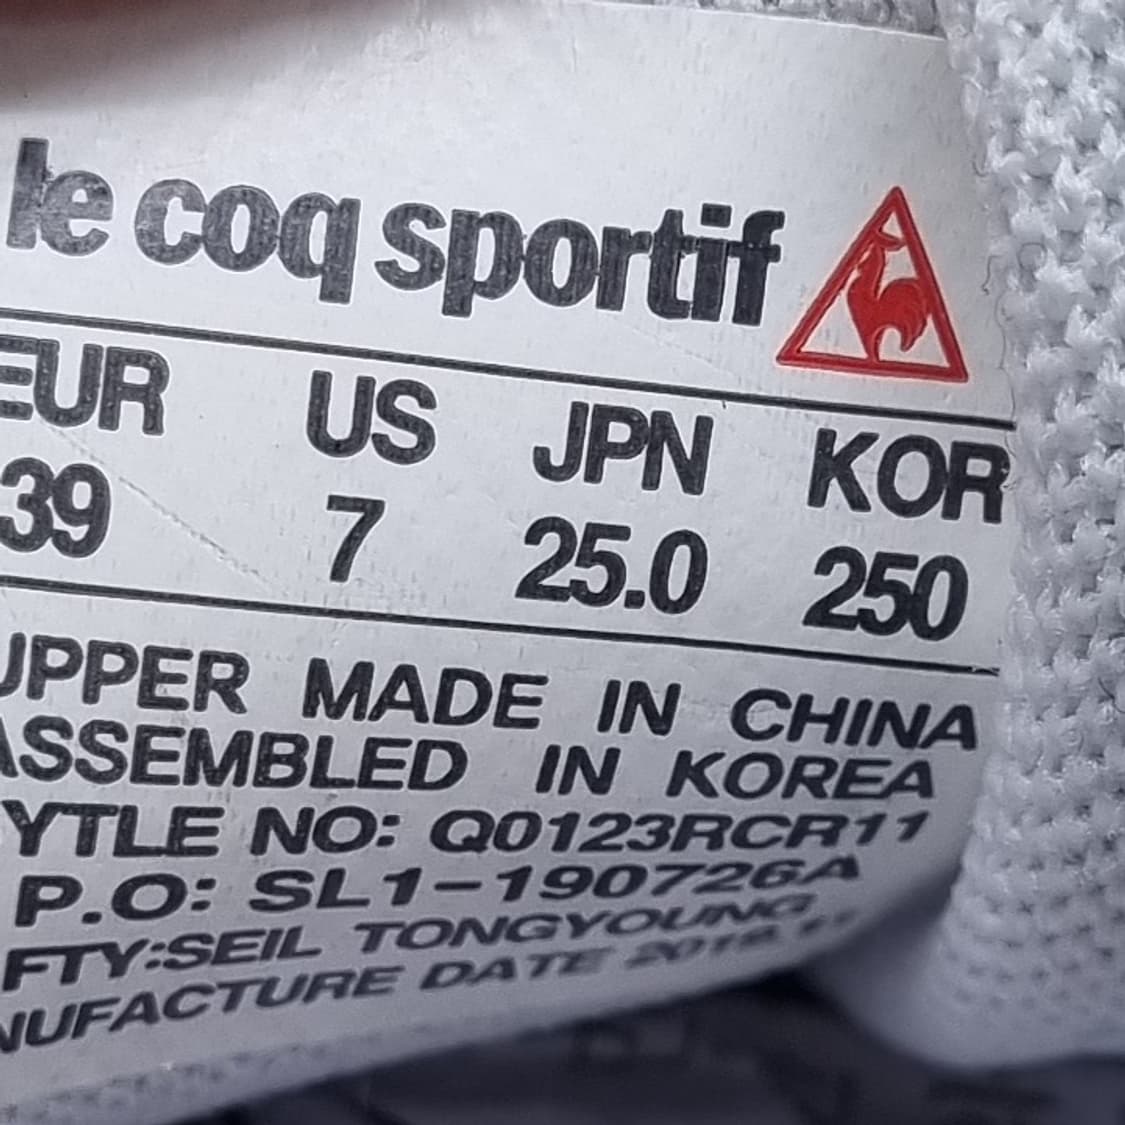 le coq sportif
EUR US JPN KOR
39 7 25.0 250
UPPER MADE IN CHINA
ASSEMBLED IN KOREA
YTLE NO: Q0123RCR11
P.O: SL1-190726A
FTY:SEIL TONGYOUNG
NUFACTURE DATE